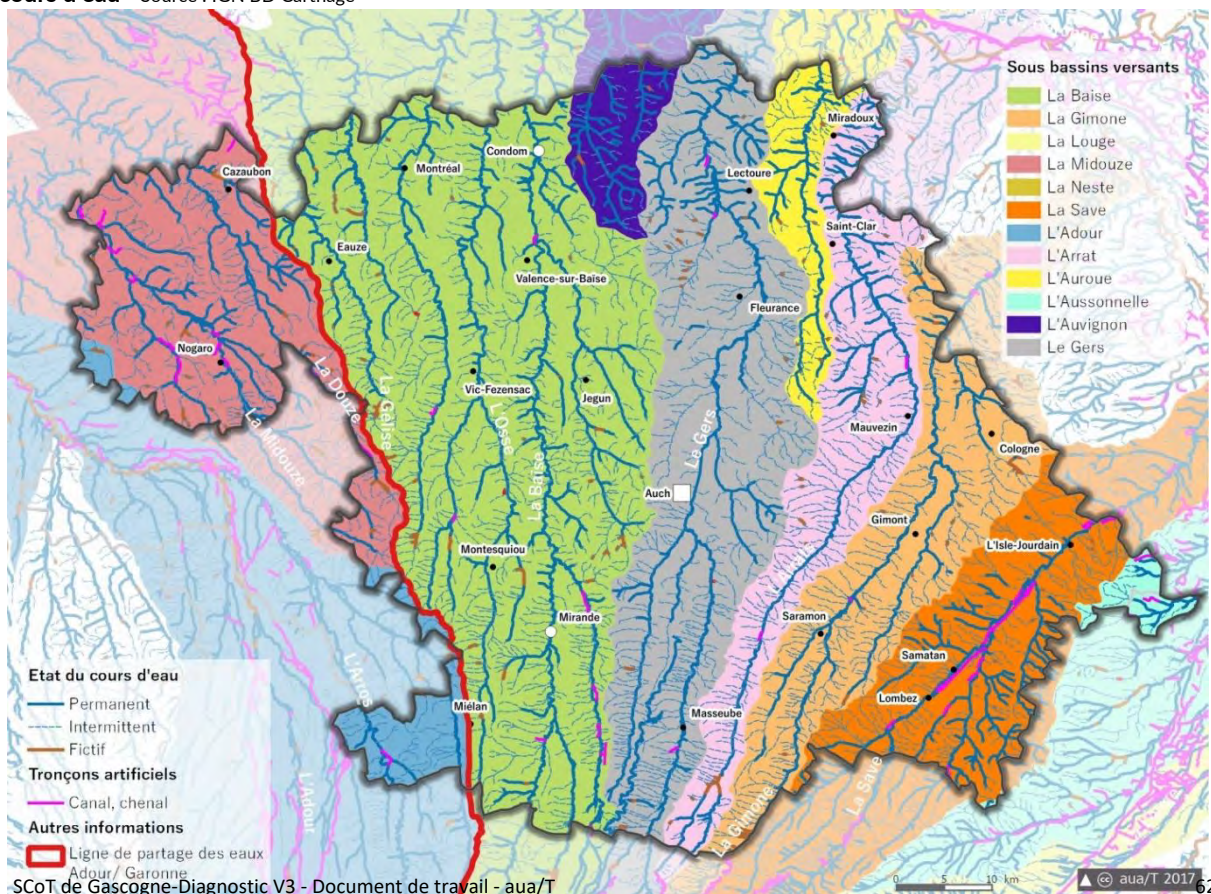 cours d'eau - Source : IGN BD Carthage
Sous bassins versants
La Baise
La Gimone
La Louge
La Midouze
La Neste
La Save
L'Adour
L'Arrat
L'Auroue
L'Aussonnelle
L'Auvignon
Le Gers
Miradoux
Condom
Montréal
Cazaubon
Lectoure
Saint-Clar
Eauze
Valence-sur-Baïse
Fleurance
Nogaro
La Douze
La Gélise
Vic-Fezensac
L'Osse
Jegun
La Midouze
Le Gers
Mauvezin
Cologne
La Baïse
Auch
Gimont
L'Isle-Jourdain
Montesquiou
Mirande
Saramon
Samatan
Lombez
L'Arros
Miélan
Masseube
L'Adour
La Gimone
La Save
Etat du cours d'eau
Permanent
Intermittent
Fictif
Tronçons artificiels
Canal, chenal
Autres informations
Ligne de partage des eaux
Adour/ Garonne
0 5 10 km
cc aua/T 2017
SCoT de Gascogne-Diagnostic V3 - Document de travail - aua/T